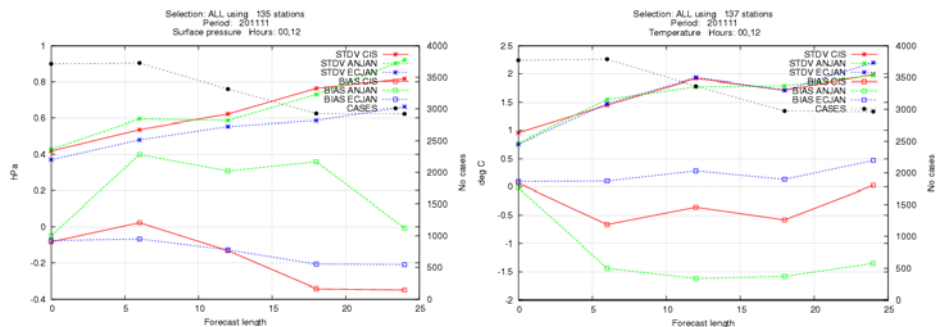 Selection: ALL using 135 stations
Period: 201111
Surface pressure Hours: 00,12
STDV CIS
STDV ANJAN
STDV ECJAN
BIAS CIS
BIAS ANJAN
BIAS ECJAN
CASES
1
0.8
0.6
0.4
0.2
0
-0.2
-0.4
hPa
4000
3500
3000
2500
2000
1500
1000
500
0
No cases
0 5 10 15 20 25
Forecast length
Selection: ALL using 137 stations
Period: 201111
Temperature Hours: 00,12
STDV CIS
STDV ANJAN
STDV ECJAN
BIAS CIS
BIAS ANJAN
BIAS ECJAN
CASES
2.5
2
1.5
1
0.5
0
-0.5
-1
-1.5
-2
deg C
4000
3500
3000
2500
2000
1500
1000
500
0
No cases
0 5 10 15 20 25
Forecast length